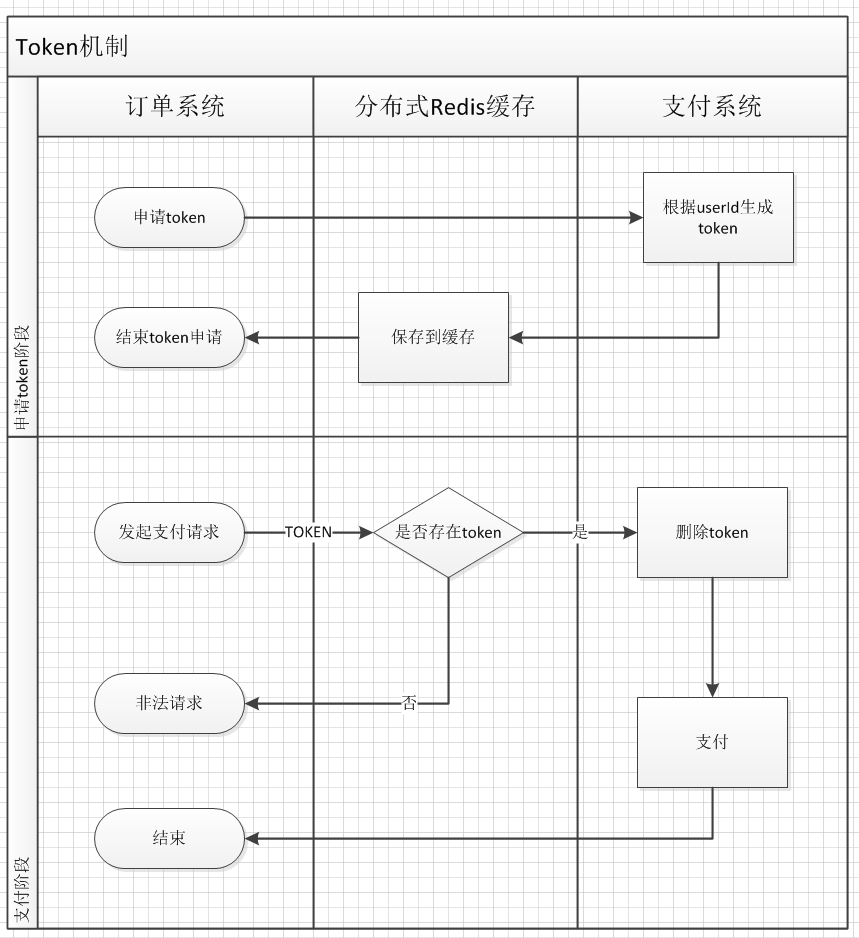 Token机制
订单系统
分布式Redis缓存
支付系统
申请token阶段
申请token
根据userId生成
token
结束token申请
保存到缓存
支付阶段
发起支付请求
TOKEN
是否存在token
是
删除token
非法请求
否
支付
结束